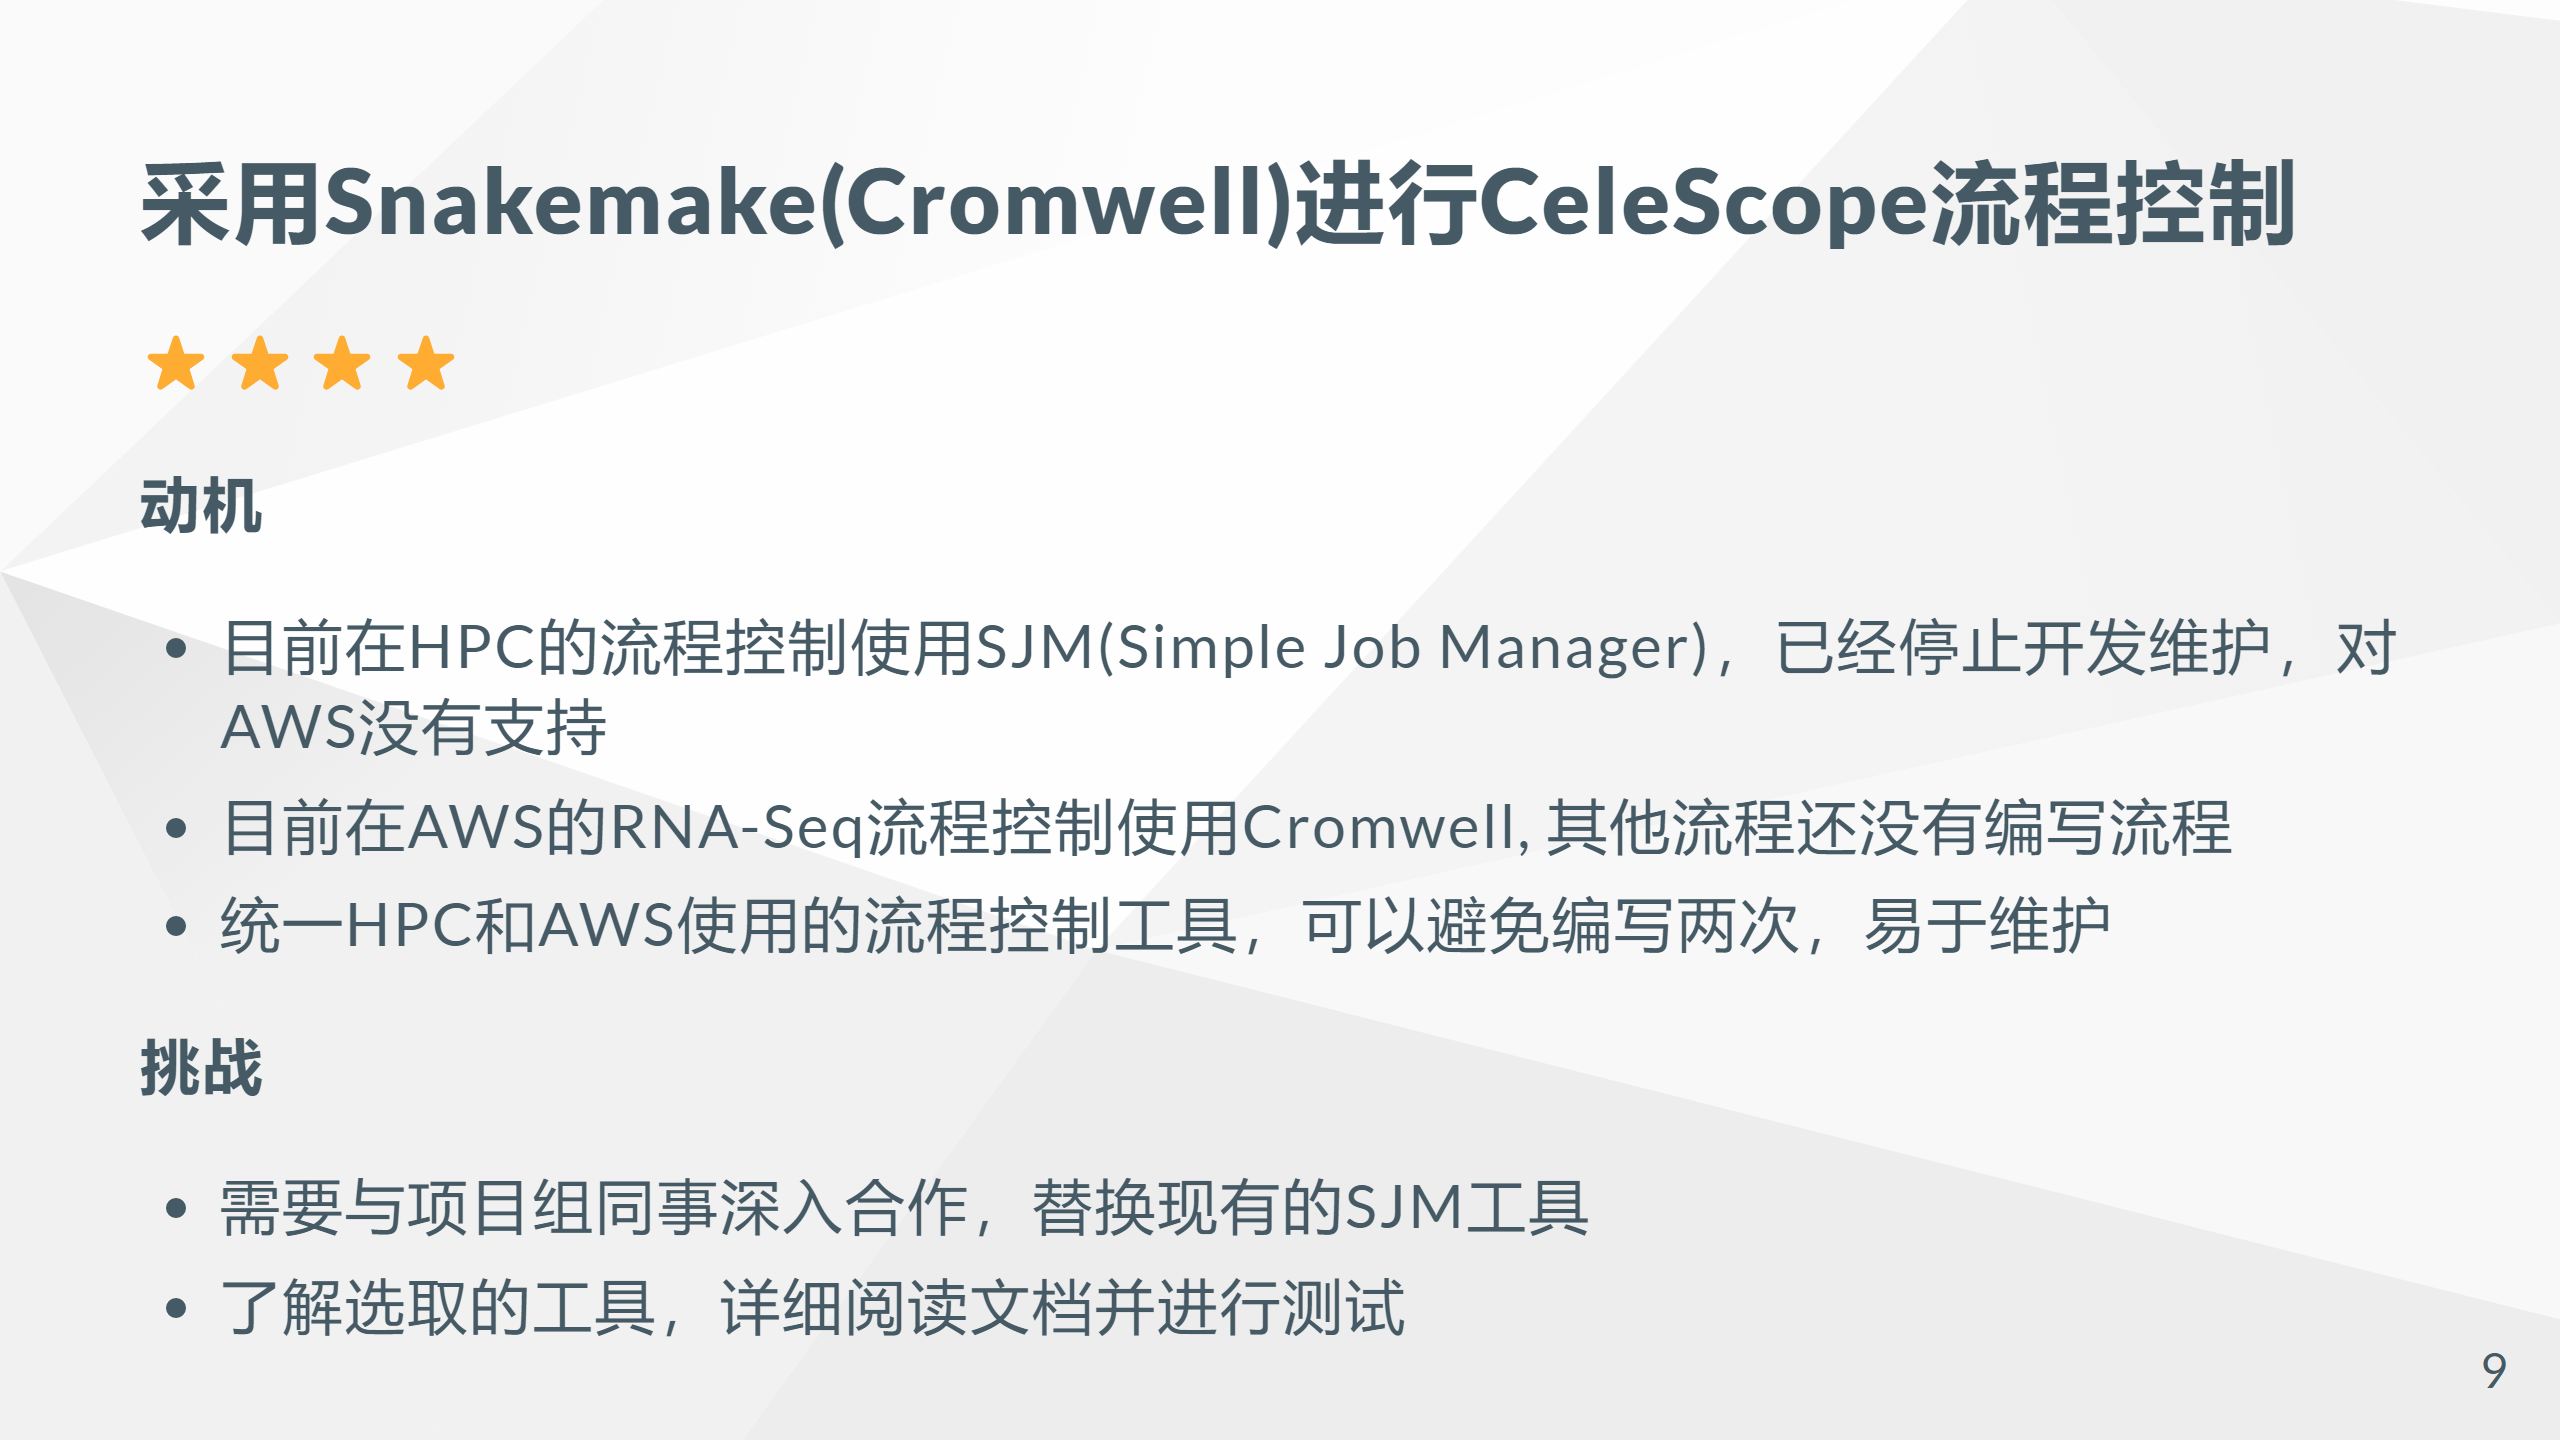 采用Snakemake(Cromwell)进行CeleScope流程控制
⭐⭐⭐⭐
动机
• 目前在HPC的流程控制使用SJM(Simple Job Manager)，已经停止开发维护，对
AWS没有支持
• 目前在AWS的RNA-Seq流程控制使用Cromwell, 其他流程还没有编写流程
• 统一HPC和AWS使用的流程控制工具，可以避免编写两次，易于维护
挑战
• 需要与项目组同事深入合作，替换现有的SJM工具
• 了解选取的工具，详细阅读文档并进行测试
9